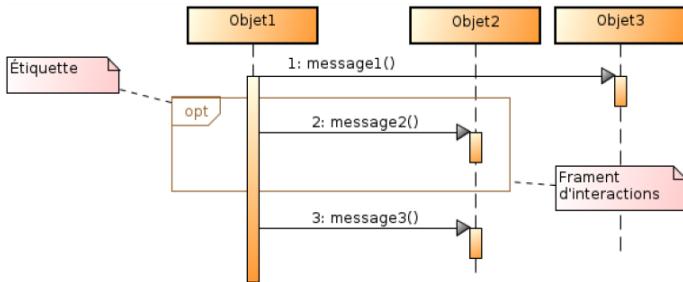 Objet1
Objet2
Objet3
1: message1()
Étiquette
opt
2: message2()
Frament
d'interactions
3: message3()